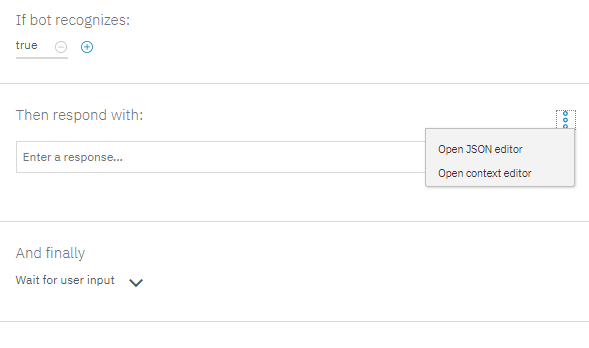 If bot recognizes:
true
Then respond with:
Open JSON editor
Enter a response...
Open context editor
And finally
Wait for user input